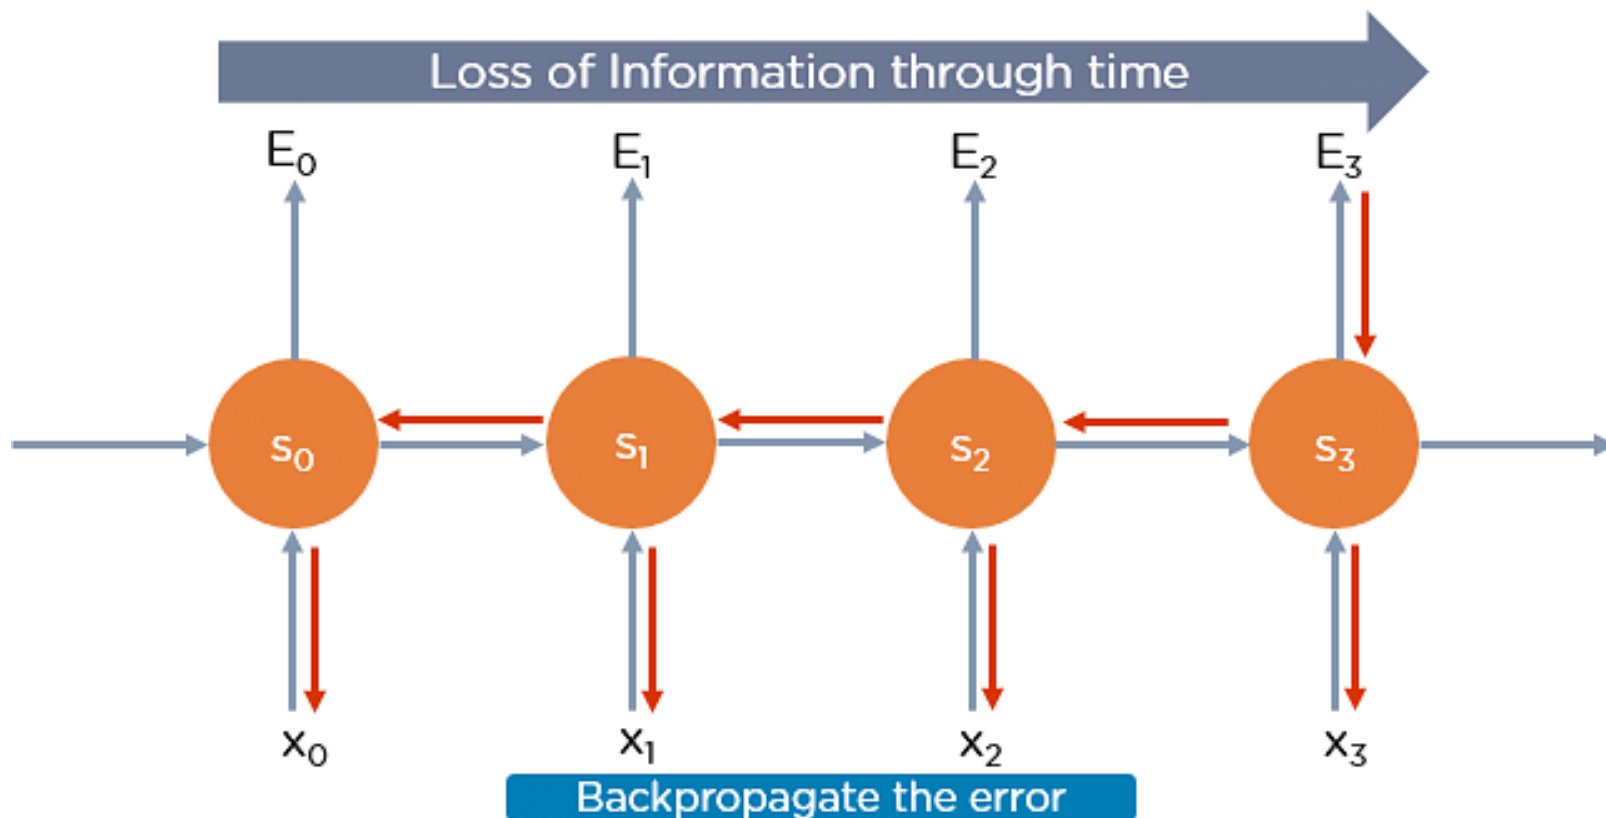 Loss of Information through time
E₀ E₁ E₂ E₃
s₀ s₁ s₂ s₃
x₀ x₁ x₂ x₃
Backpropagate the error